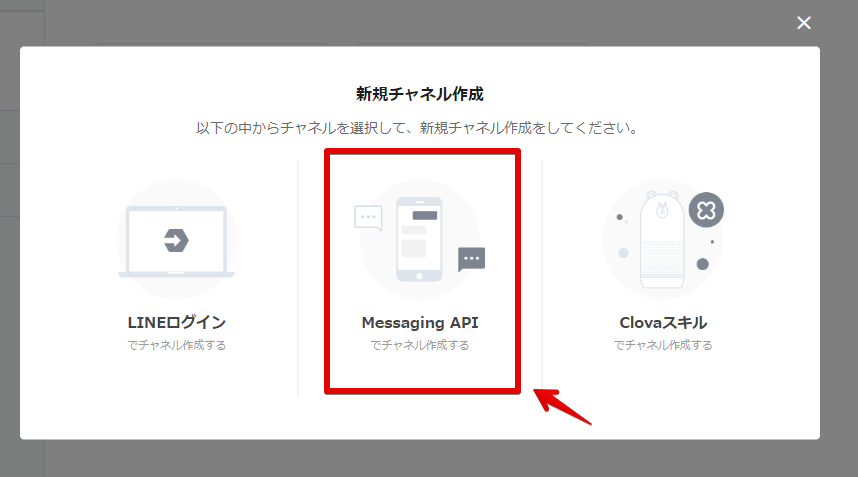 新規チャネル作成
以下の中からチャネルを選択して、新規チャネル作成をしてください。
LINEログイン
でチャネル作成する
Messaging API
でチャネル作成する
Clovaスキル
でチャネル作成する